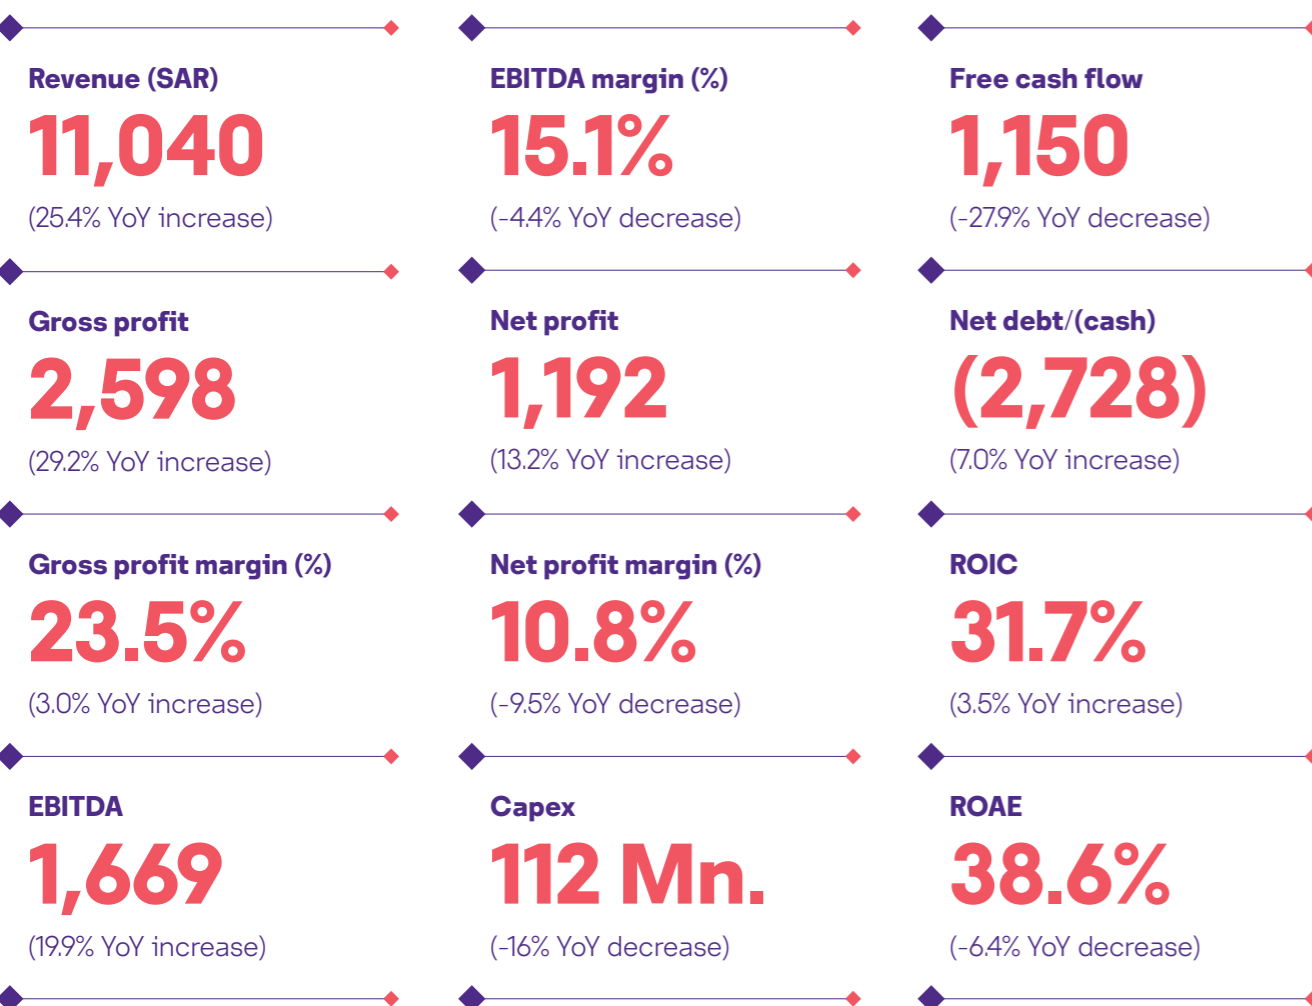 Revenue (SAR)
11,040
(25.4% YoY increase)
Gross profit
2,598
(29.2% YoY increase)
Gross profit margin (%)
23.5%
(3.0% YoY increase)
EBITDA
1,669
(19.9% YoY increase)
EBITDA margin (%)
15.1%
(-4.4% YoY decrease)
Net profit
1,192
(13.2% YoY increase)
Net profit margin (%)
10.8%
(-9.5% YoY decrease)
Capex
112 Mn.
(-16% YoY decrease)
Free cash flow
1,150
(-27.9% YoY decrease)
Net debt/(cash)
(2,728)
(7.0% YoY increase)
ROIC
31.7%
(3.5% YoY increase)
ROAE
38.6%
(-6.4% YoY decrease)